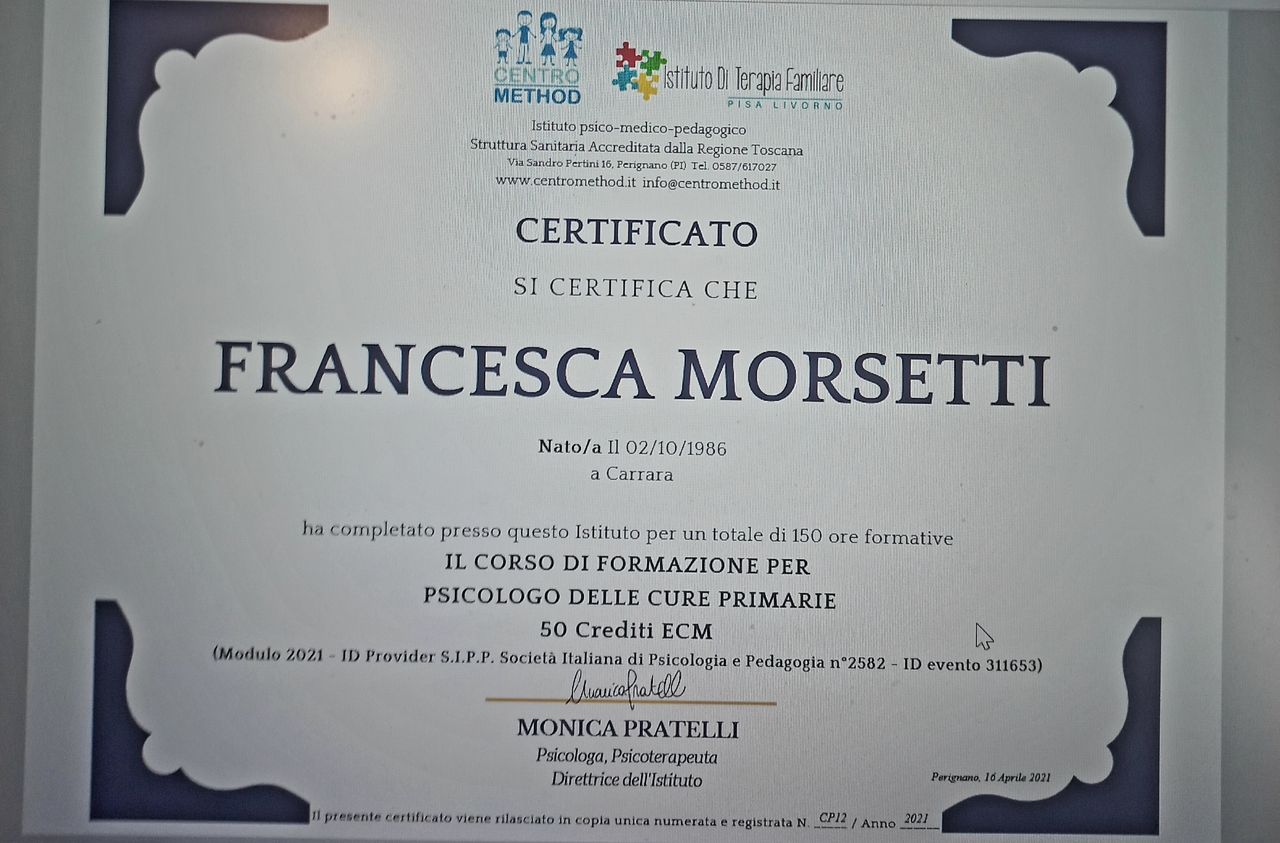 CENTRO
METHOD
Istituto Di Terapia Familiare
PISA LIVORNO
Istituto psico-medico-pedagogico
Struttura Sanitaria Accreditata dalla Regione Toscana
Via Sandro Pertini 16, Perignano (PI) Tel. 0587/617027
www.centromethod.it info@centromethod.it
CERTIFICATO
SI CERTIFICA CHE
FRANCESCA MORSETTI
Nato/a Il 02/10/1986
a Carrara
ha completato presso questo Istituto per un totale di 150 ore formative
IL CORSO DI FORMAZIONE PER
PSICOLOGO DELLE CURE PRIMARIE
50 Crediti ECM
(Modulo 2021 - ID Provider S.I.P.P. Società Italiana di Psicologia e Pedagogia n°2582 - ID evento 311653)
Monica Pratelli
MONICA PRATELLI
Psicologa, Psicoterapeuta
Direttrice dell'Istituto
Perignano, 16 Aprile 2021
Il presente certificato viene rilasciato in copia unica numerata e registrata N. CP12 / Anno 2021